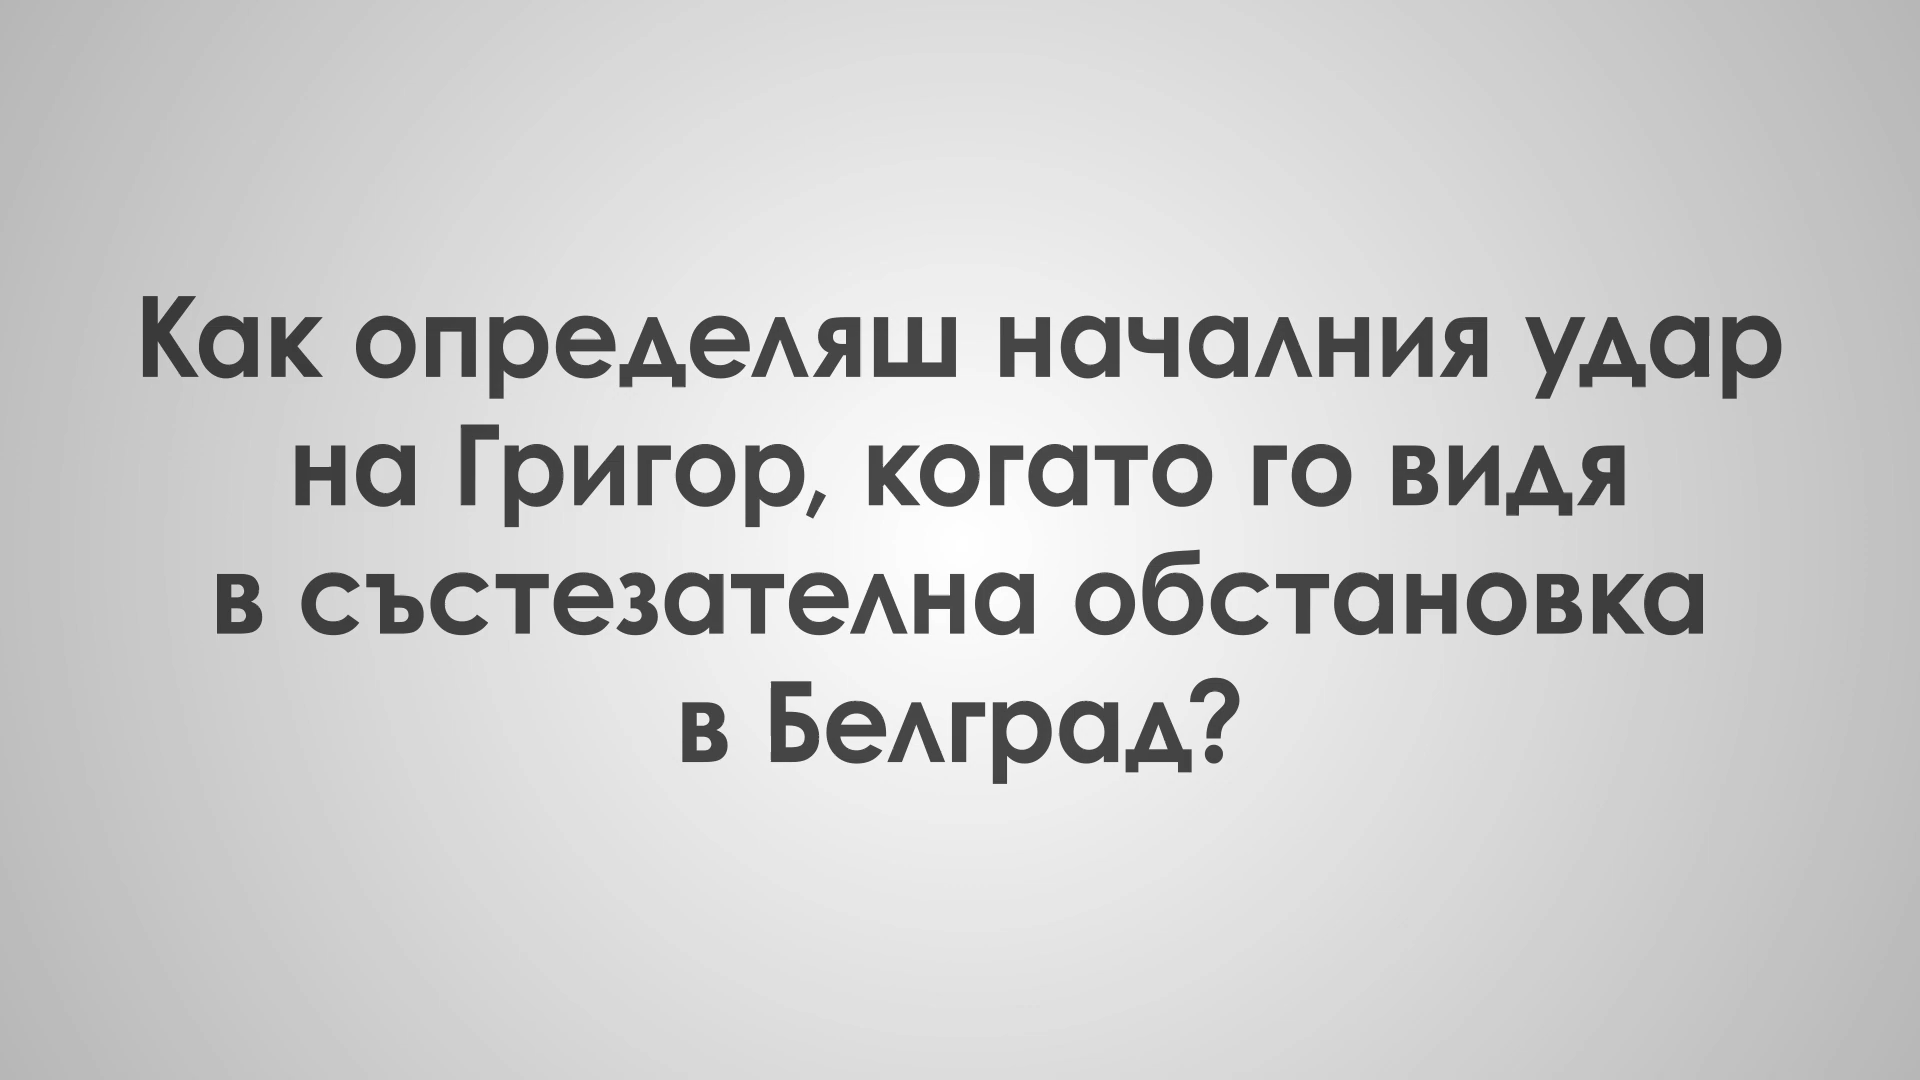 Как определяш началния удар
на Григор, когато го видя
в състезателна обстановка
в Белград?